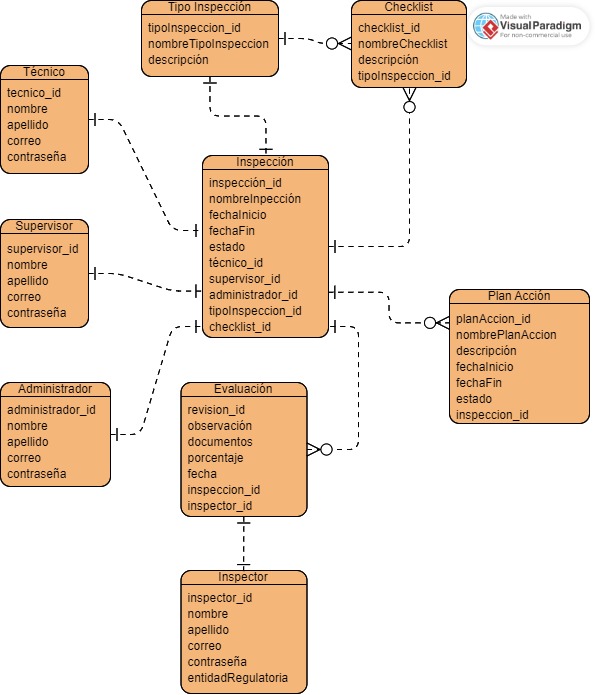 Tipo Inspección
tipoInspeccion_id
nombreTipoInspeccion
descripción
Checklist
checklist_id
nombreChecklist
descripción
tipoInspeccion_id
Made with
VisualParadigm
For non-commercial use
Técnico
tecnico_id
nombre
apellido
correo
contraseña
Inspección
inspección_id
nombreInpección
fechaInicio
fechaFin
estado
técnico_id
supervisor_id
administrador_id
tipoInspeccion_id
checklist_id
Supervisor
supervisor_id
nombre
apellido
correo
contraseña
Plan Acción
planAccion_id
nombrePlanAccion
descripción
fechaInicio
fechaFin
estado
inspeccion_id
Administrador
administrador_id
nombre
apellido
correo
contraseña
Evaluación
revision_id
observación
documentos
porcentaje
fecha
inspeccion_id
inspector_id
Inspector
inspector_id
nombre
apellido
correo
contraseña
entidadRegulatoria